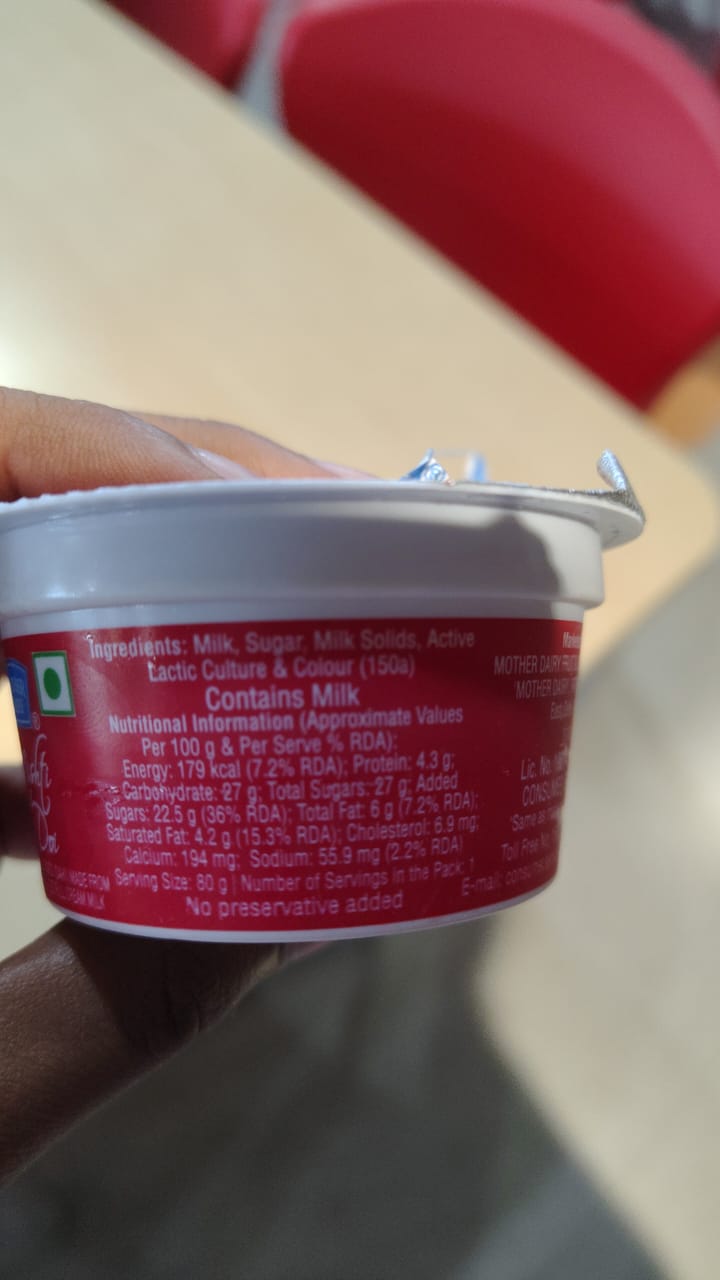 Ingredients: Milk, Sugar, Milk Solids, Active
Lactic Culture & Colour (150a)
Contains Milk
Nutritional Information (Approximate Values
Per 100 g & Per Serve % RDA):
Energy: 179 kcal (7.2% RDA); Protein: 4.3 g;
Carbohydrate: 27 g; Total Sugars: 27 g; Added
Sugars: 22.5 g (36% RDA); Total Fat: 6 g (7.2% RDA);
Saturated Fat: 4.2 g (15.3% RDA); Cholesterol: 6.9 mg;
Calcium: 194 mg; Sodium: 55.9 mg (2.2% RDA)
Serving Size: 80 g | Number of Servings in the Pack: 1
No preservative added
®
Doi
MADE FROM
MILK
MOTHER DAIRY
'MOTHER DAIRY
Lic. No.
Toll Free No.
E-mail: